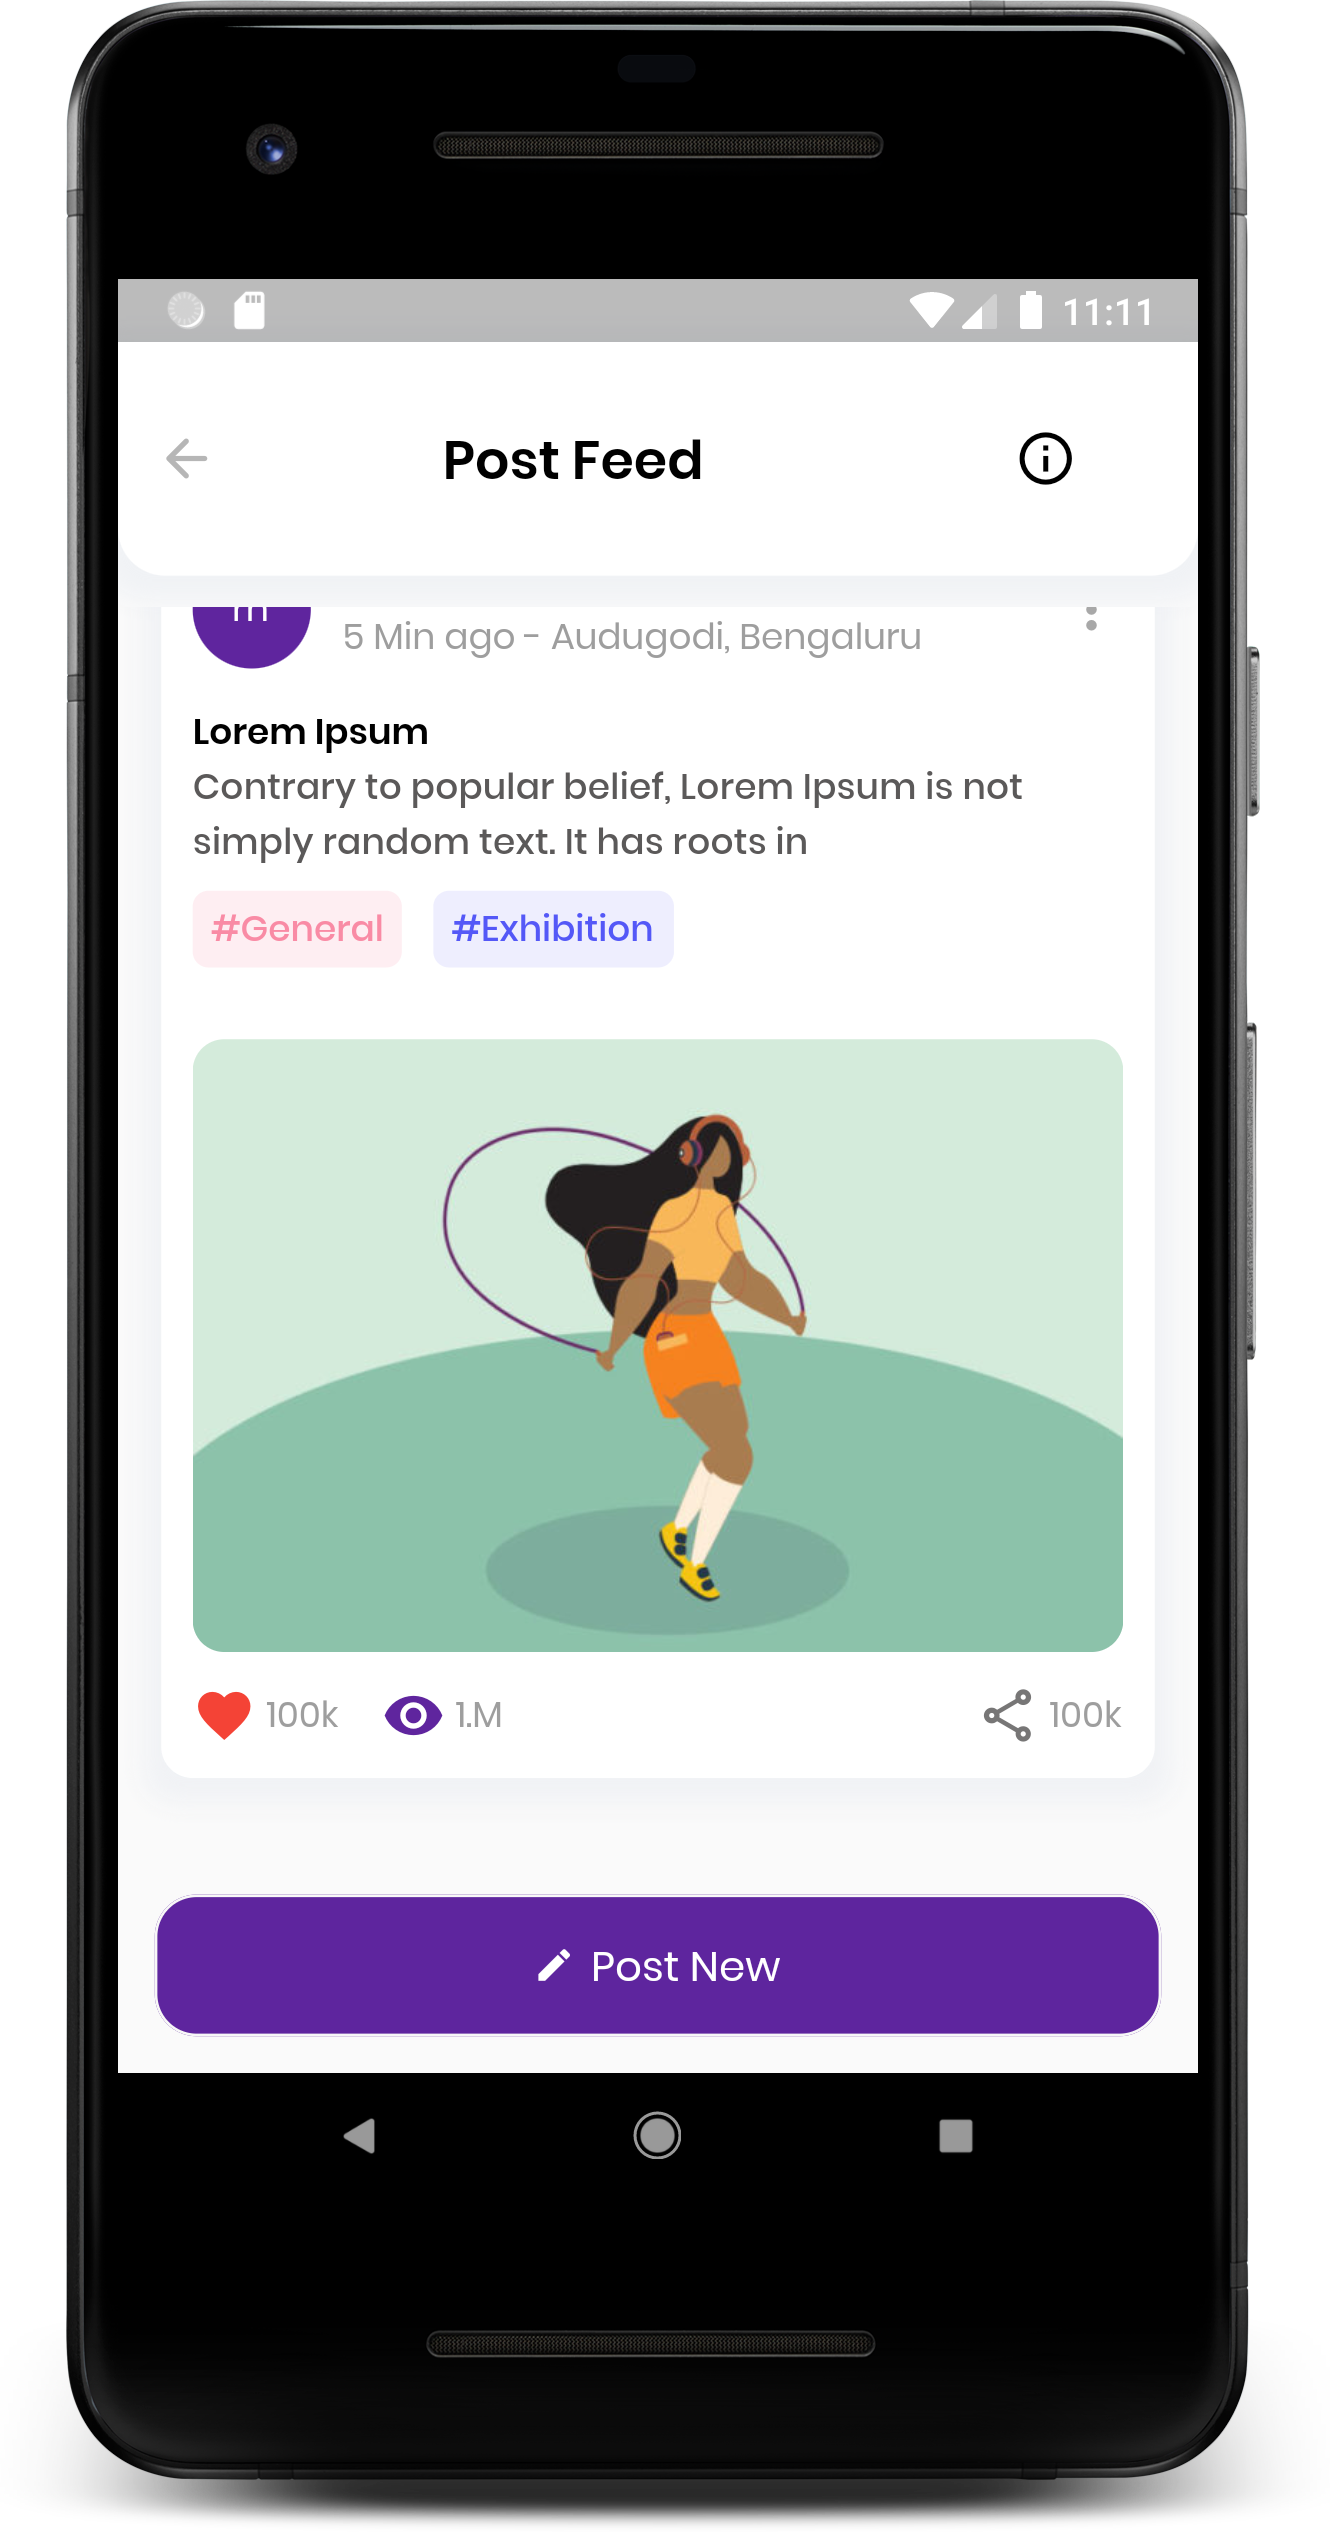 11:11
Post Feed
m
5 Min ago - Audugodi, Bengaluru
Lorem Ipsum
Contrary to popular belief, Lorem Ipsum is not
simply random text. It has roots in
#General #Exhibition
100k 1.M 100k
Post New